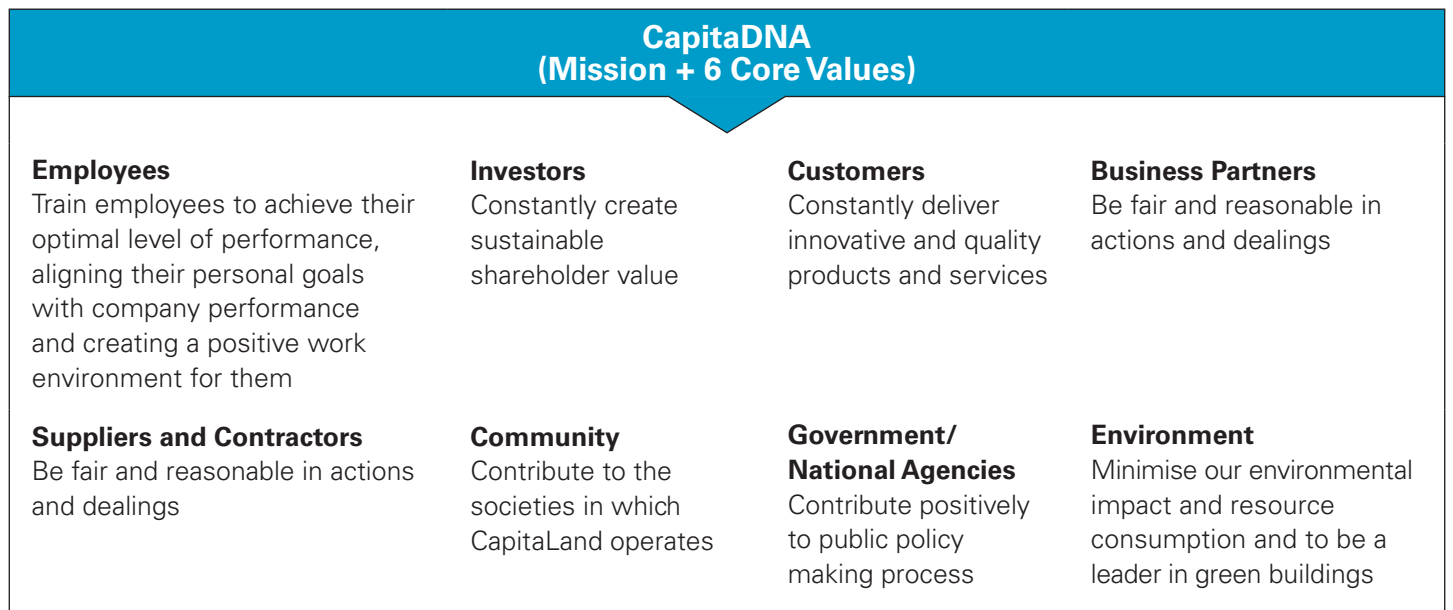 CapitaDNA
(Mission + 6 Core Values)
Employees
Train employees to achieve their
optimal level of performance,
aligning their personal goals
with company performance
and creating a positive work
environment for them
Investors
Constantly create
sustainable
shareholder value
Customers
Constantly deliver
innovative and quality
products and services
Business Partners
Be fair and reasonable in
actions and dealings
Suppliers and Contractors
Be fair and reasonable in actions
and dealings
Community
Contribute to the
societies in which
CapitaLand operates
Government/
National Agencies
Contribute positively
to public policy
making process
Environment
Minimise our environmental
impact and resource
consumption and to be a
leader in green buildings